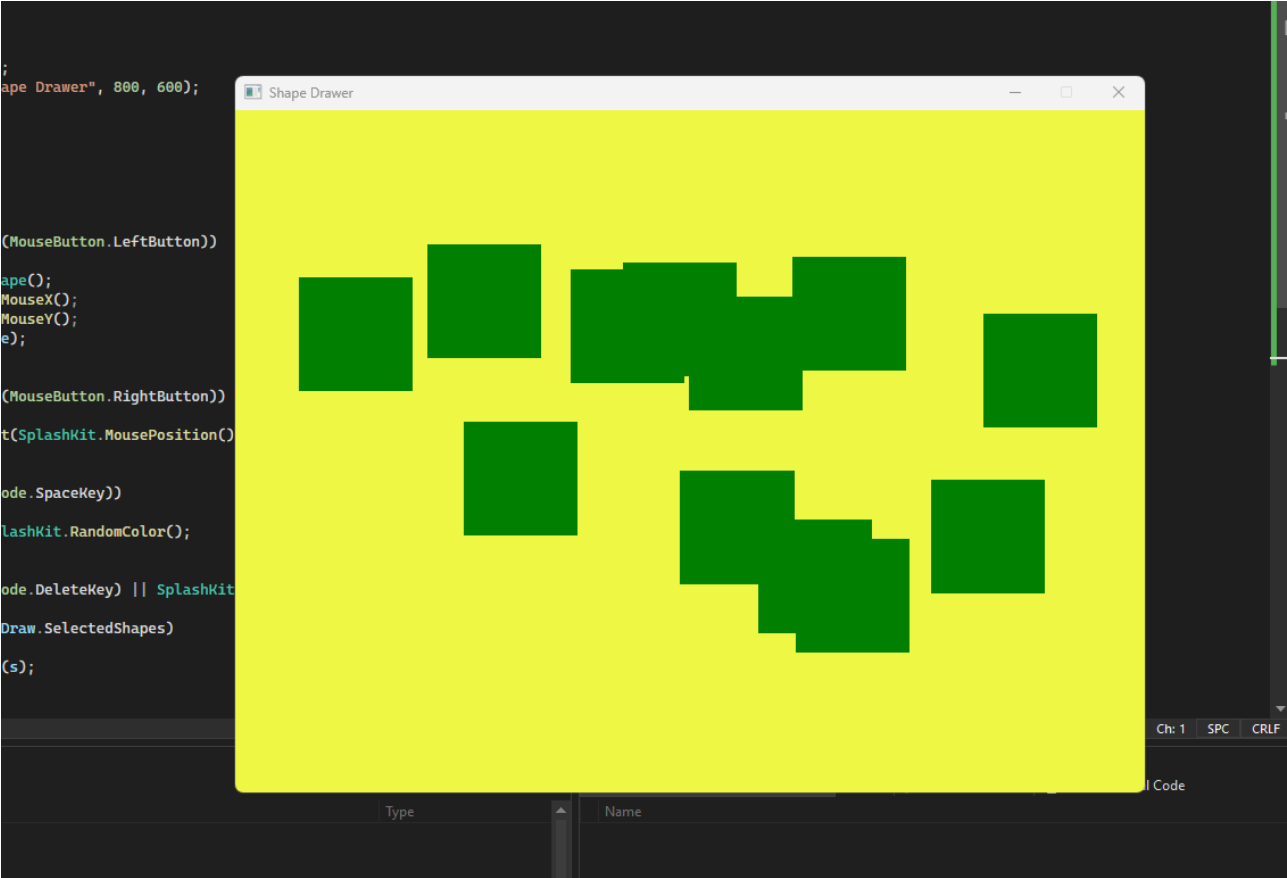 ;
ape Drawer", 800, 600);
Shape Drawer
(MouseButton.LeftButton))
ape();
MouseX();
MouseY();
e);
(MouseButton.RightButton))
t(SplashKit.MousePosition()
ode.SpaceKey))
lashKit.RandomColor();
ode.DeleteKey) || SplashKit
Draw.SelectedShapes)
(s);
Ch: 1 SPC CRLF
l Code
Type Name